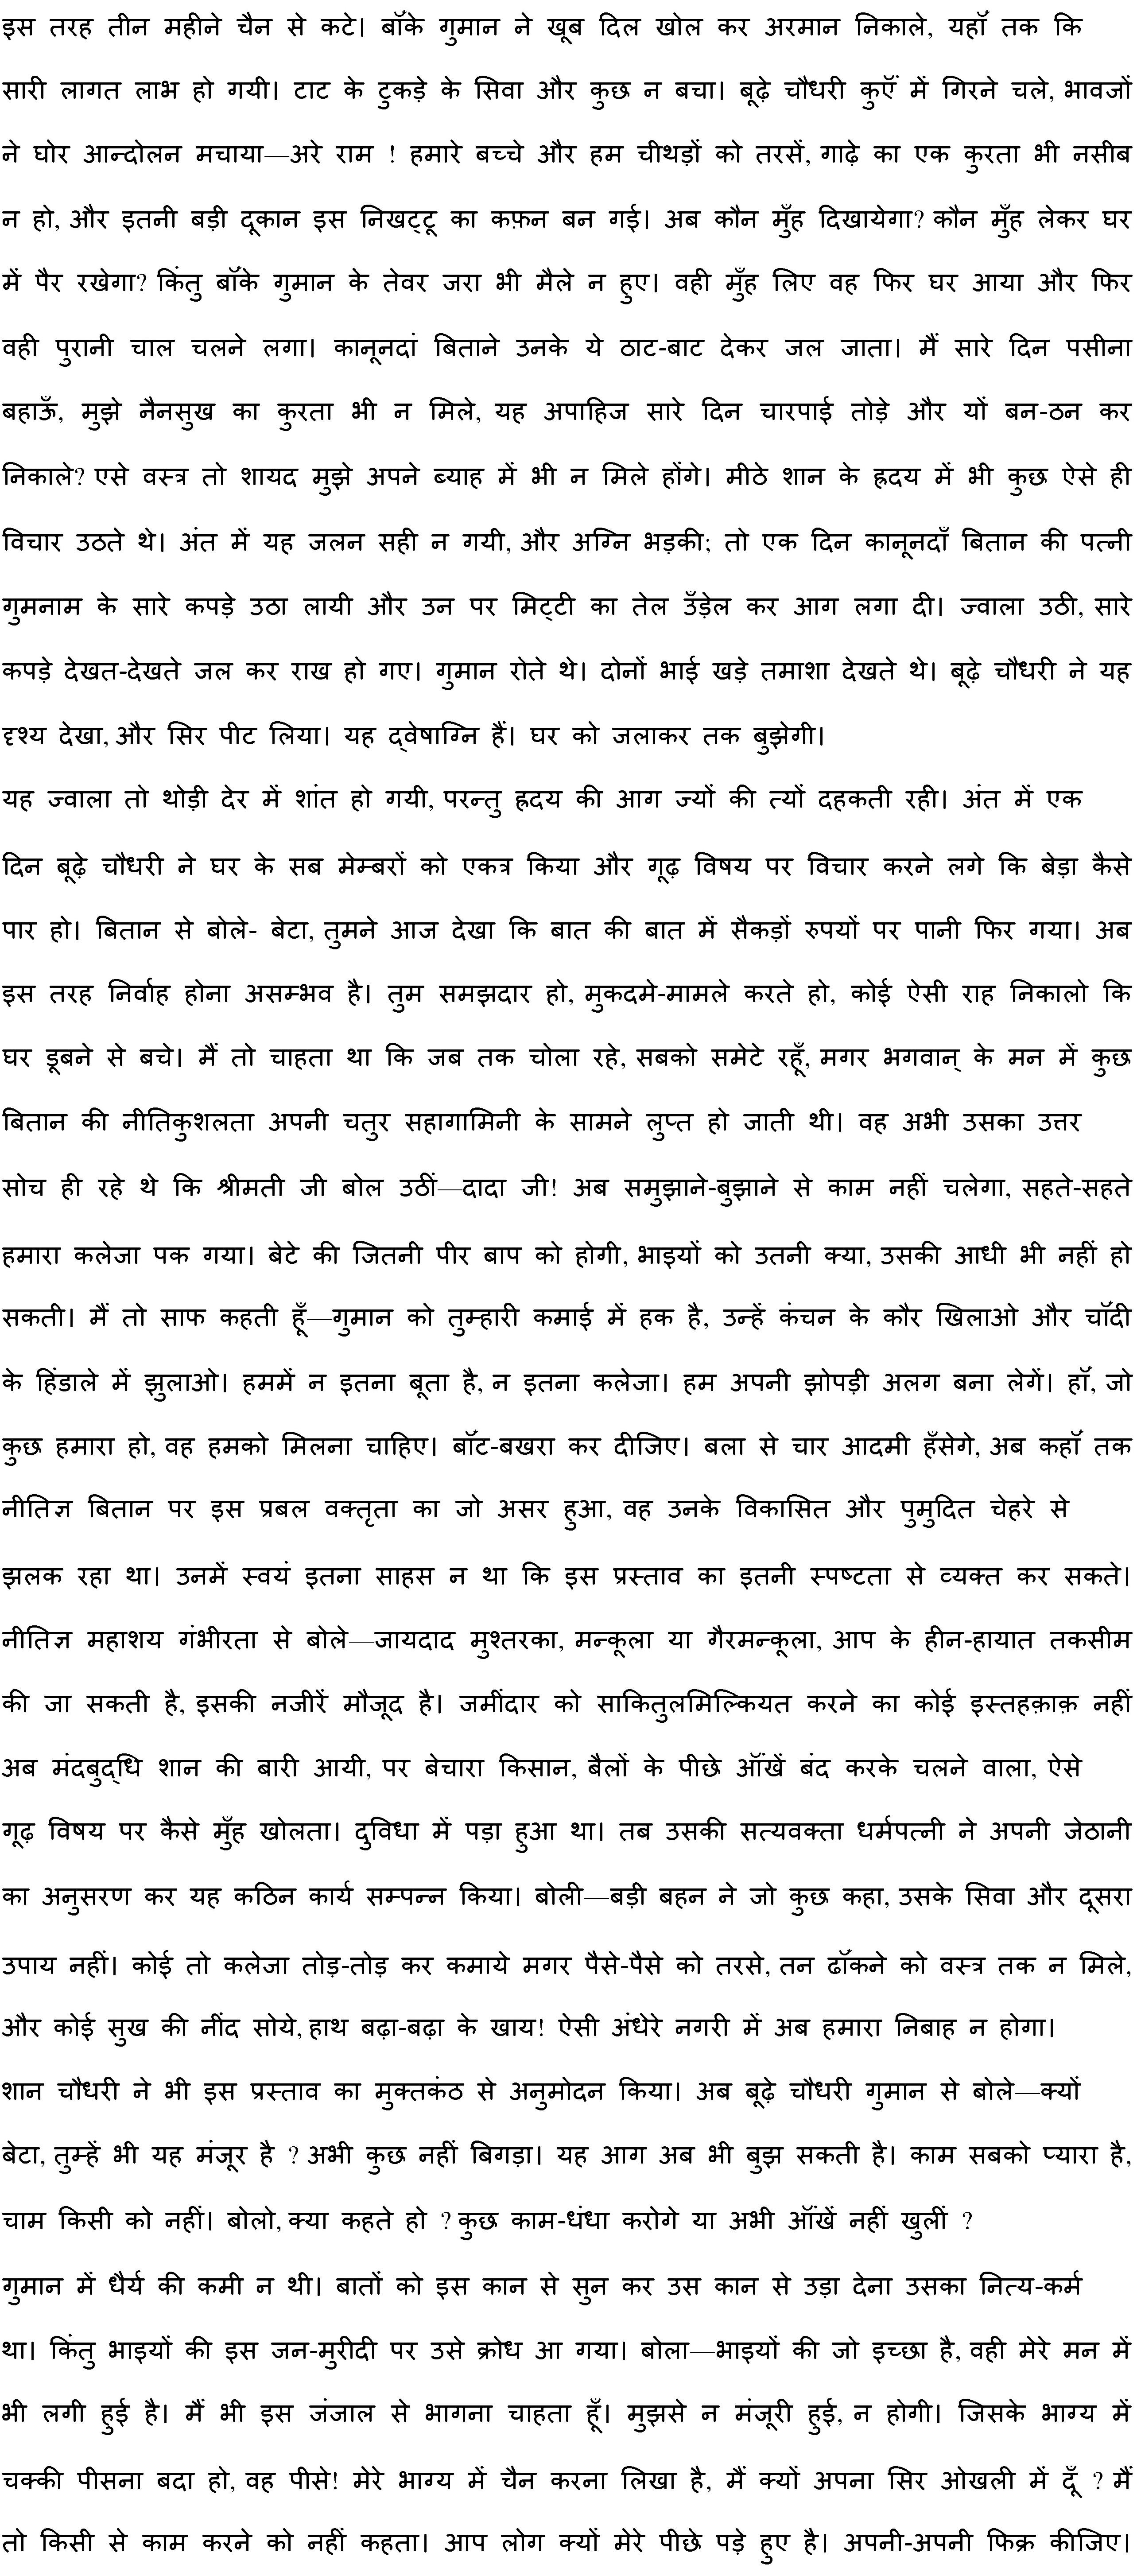 इस तरह तीन महीने चैन से कटे। बॉंके गुमान ने खूब दिल खोल कर अरमान निकाले, यहॉं तक कि
सारी लागत लाभ हो गयी। टाट के टुकड़े के सिवा और कुछ न बचा। बूढ़े चौधरी कुऍं में गिरने चले, भावजों
ने घोर आन्दोलन मचाया—अरे राम ! हमारे बच्चे और हम चीथड़ों को तरसें, गाढ़े का एक कुरता भी नसीब
न हो, और इतनी बड़ी दूकान इस निखट्टू का कफ़न बन गई। अब कौन मुँह दिखायेगा? कौन मुँह लेकर घर
में पैर रखेगा? किंतु बॉंके गुमान के तेवर जरा भी मैले न हुए। वही मुँह लिए वह फिर घर आया और फिर
वही पुरानी चाल चलने लगा। कानूनदां बिताने उनके ये ठाट-बाट देकर जल जाता। मैं सारे दिन पसीना
बहाऊँ, मुझे नैनसुख का कुरता भी न मिले, यह अपाहिज सारे दिन चारपाई तोड़े और यों बन-ठन कर
निकाले? एसे वस्त्र तो शायद मुझे अपने ब्याह में भी न मिले होंगे। मीठे शान के ह्रदय में भी कुछ ऐसे ही
विचार उठते थे। अंत में यह जलन सही न गयी, और अग्नि भड़की; तो एक दिन कानूनदाँ बितान की पत्नी
गुमनाम के सारे कपड़े उठा लायी और उन पर मिट्टी का तेल उँड़ेल कर आग लगा दी। ज्वाला उठी, सारे
कपड़े देखत-देखते जल कर राख हो गए। गुमान रोते थे। दोनों भाई खड़े तमाशा देखते थे। बूढ़े चौधरी ने यह
दृश्य देखा, और सिर पीट लिया। यह द्वेषाग्नि हैं। घर को जलाकर तक बुझेगी।
यह ज्वाला तो थोड़ी देर में शांत हो गयी, परन्तु ह्रदय की आग ज्यों की त्यों दहकती रही। अंत में एक
दिन बूढ़े चौधरी ने घर के सब मेम्बरों को एकत्र किया और गूढ़ विषय पर विचार करने लगे कि बेड़ा कैसे
पार हो। बितान से बोले- बेटा, तुमने आज देखा कि बात की बात में सैकड़ों रुपयों पर पानी फिर गया। अब
इस तरह निर्वाह होना असम्भव है। तुम समझदार हो, मुकदमे-मामले करते हो, कोई ऐसी राह निकालो कि
घर डूबने से बचे। मैं तो चाहता था कि जब तक चोला रहे, सबको समेटे रहूँ, मगर भगवान् के मन में कुछ
बितान की नीतिकुशलता अपनी चतुर सहागामिनी के सामने लुप्त हो जाती थी। वह अभी उसका उत्तर
सोच ही रहे थे कि श्रीमती जी बोल उठीं—दादा जी! अब समुझाने-बुझाने से काम नहीं चलेगा, सहते-सहते
हमारा कलेजा पक गया। बेटे की जितनी पीर बाप को होगी, भाइयों को उतनी क्या, उसकी आधी भी नहीं हो
सकती। मैं तो साफ कहती हूँ—गुमान को तुम्हारी कमाई में हक है, उन्हें कंचन के कौर खिलाओ और चॉंदी
के हिंडाले में झुलाओ। हममें न इतना बूता है, न इतना कलेजा। हम अपनी झोपड़ी अलग बना लेगें। हॉं, जो
कुछ हमारा हो, वह हमको मिलना चाहिए। बॉंट-बखरा कर दीजिए। बला से चार आदमी हँसेगे, अब कहॉं तक
नीतिज्ञ बितान पर इस प्रबल वक्तृता का जो असर हुआ, वह उनके विकासित और पुमुदित चेहरे से
झलक रहा था। उनमें स्वयं इतना साहस न था कि इस प्रस्ताव का इतनी स्पष्टता से व्यक्त कर सकते।
नीतिज्ञ महाशय गंभीरता से बोले—जायदाद मुश्तरका, मन्कूला या गैरमन्कूला, आप के हीन-हायात तकसीम
की जा सकती है, इसकी नजीरें मौजूद है। जमींदार को साकितुलमिल्कियत करने का कोई इस्तहक़ाक़ नहीं
अब मंदबुद्धि शान की बारी आयी, पर बेचारा किसान, बैलों के पीछे ऑंखें बंद करके चलने वाला, ऐसे
गूढ़ विषय पर कैसे मुँह खोलता। दुविधा में पड़ा हुआ था। तब उसकी सत्यवक्ता धर्मपत्नी ने अपनी जेठानी
का अनुसरण कर यह कठिन कार्य सम्पन्न किया। बोली—बड़ी बहन ने जो कुछ कहा, उसके सिवा और दूसरा
उपाय नहीं। कोई तो कलेजा तोड़-तोड़ कर कमाये मगर पैसे-पैसे को तरसे, तन ढॉंकने को वस्त्र तक न मिले,
और कोई सुख की नींद सोये, हाथ बढ़ा-बढ़ा के खाय! ऐसी अंधेरे नगरी में अब हमारा निबाह न होगा।
शान चौधरी ने भी इस प्रस्ताव का मुक्तकंठ से अनुमोदन किया। अब बूढ़े चौधरी गुमान से बोले—क्यों
बेटा, तुम्हें भी यह मंजूर है ? अभी कुछ नहीं बिगड़ा। यह आग अब भी बुझ सकती है। काम सबको प्यारा है,
चाम किसी को नहीं। बोलो, क्या कहते हो ? कुछ काम-धंधा करोगे या अभी ऑंखें नहीं खुलीं ?
गुमान में धैर्य की कमी न थी। बातों को इस कान से सुन कर उस कान से उड़ा देना उसका नित्य-कर्म
था। किंतु भाइयों की इस जन-मुरीदी पर उसे क्रोध आ गया। बोला—भाइयों की जो इच्छा है, वही मेरे मन में
भी लगी हुई है। मैं भी इस जंजाल से भागना चाहता हूँ। मुझसे न मंजूरी हुई, न होगी। जिसके भाग्य में
चक्की पीसना बदा हो, वह पीसे! मेरे भाग्य में चैन करना लिखा है, मैं क्यों अपना सिर ओखली में दूँ ? मैं
तो किसी से काम करने को नहीं कहता। आप लोग क्यों मेरे पीछे पड़े हुए है। अपनी-अपनी फिक्र कीजिए।